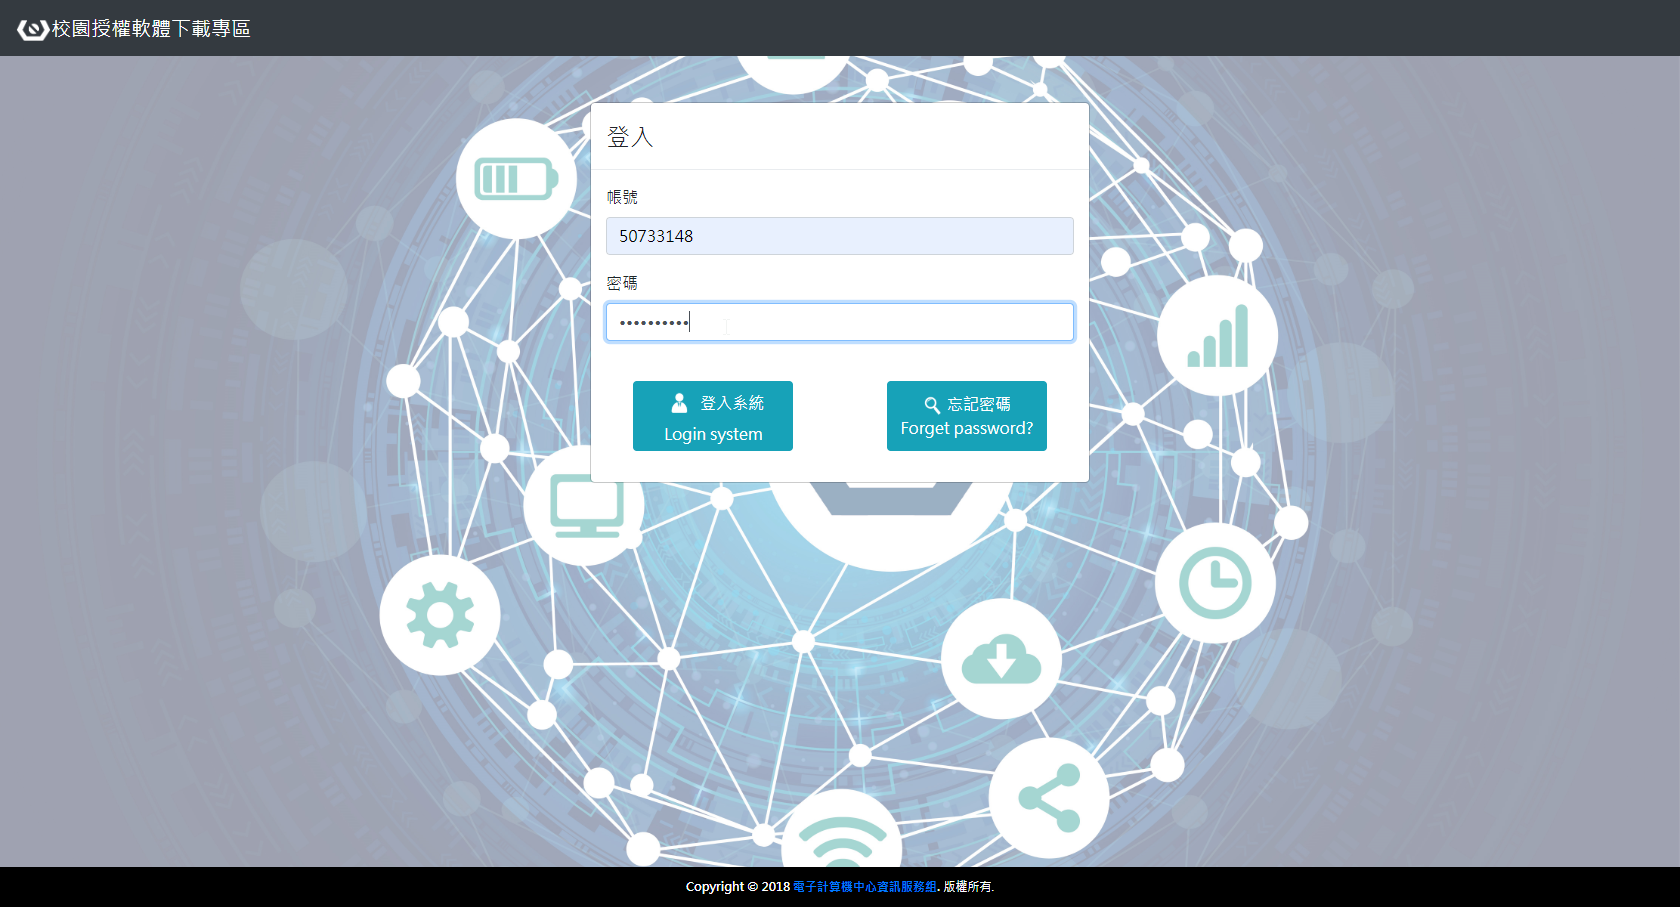 校園授權軟體下載專區
登入
帳號
50733148
密碼
••••••••••
登入系統
Login system
忘記密碼
Forget password?
Copyright © 2018 電子計算機中心資訊服務組. 版權所有.